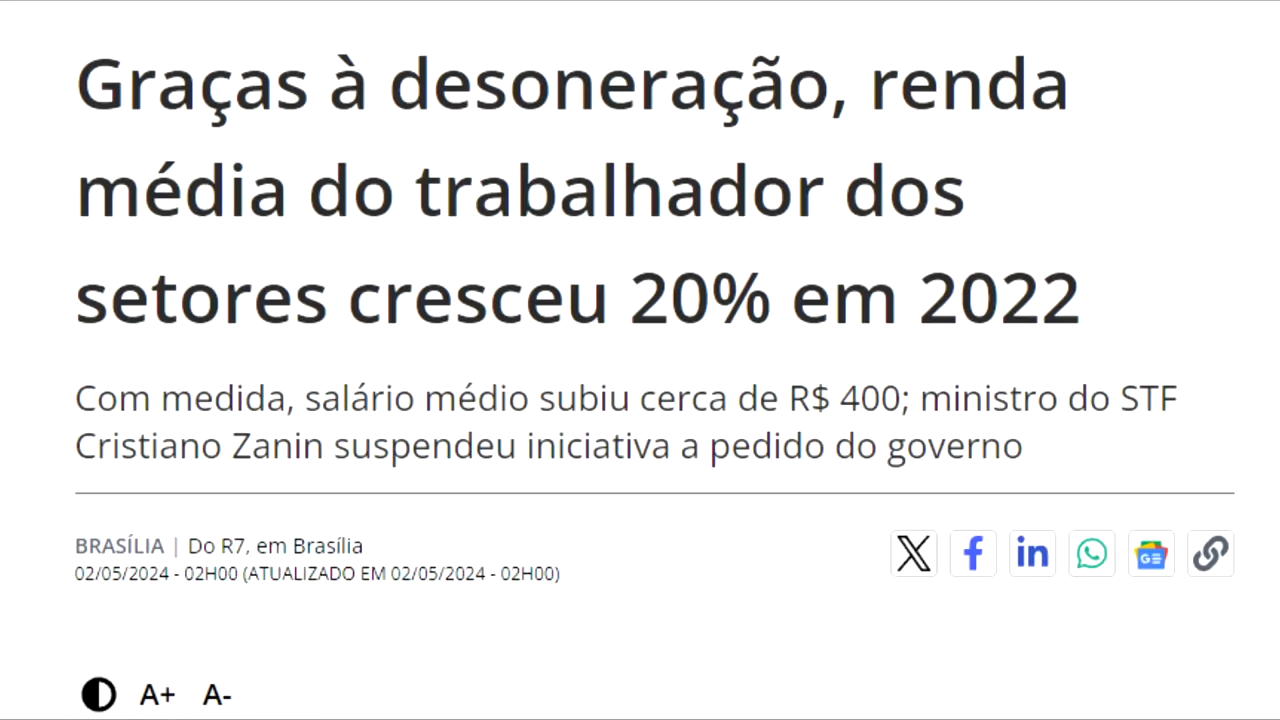 Graças à desoneração, renda
média do trabalhador dos
setores cresceu 20% em 2022
Com medida, salário médio subiu cerca de R$ 400; ministro do STF
Cristiano Zanin suspendeu iniciativa a pedido do governo
BRASÍLIA | Do R7, em Brasília
02/05/2024 - 02H00 (ATUALIZADO EM 02/05/2024 - 02H00)
A+ A-